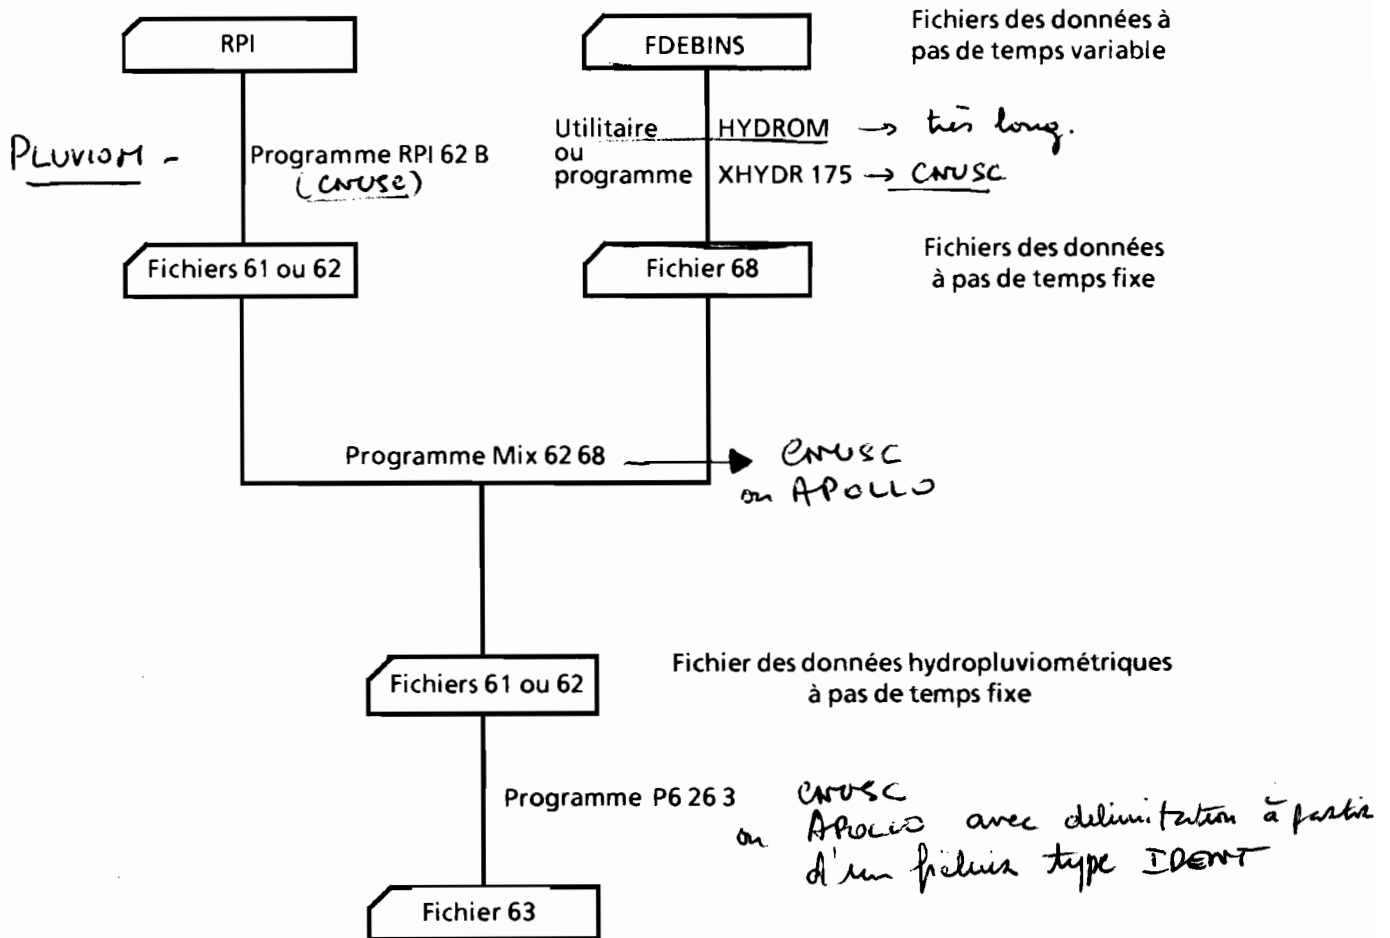 RPI
FDEBINS
Fichiers des données à
pas de temps variable
PLUVIOM -
Programme RPI 62 B
(CNUSC)
Utilitaire HYDROM → très long.
ou
programme XHYDR 175 → CNUSC
Fichiers 61 ou 62
Fichier 68
Fichiers des données
à pas de temps fixe
Programme Mix 62 68 → CNUSC
ou APOLLO
Fichiers 61 ou 62
Fichier des données hydropluviométriques
à pas de temps fixe
Programme P6 26 3 CNUSC
ou APOLLO avec délimitation à partir
d'un fichier type IDENT
Fichier 63